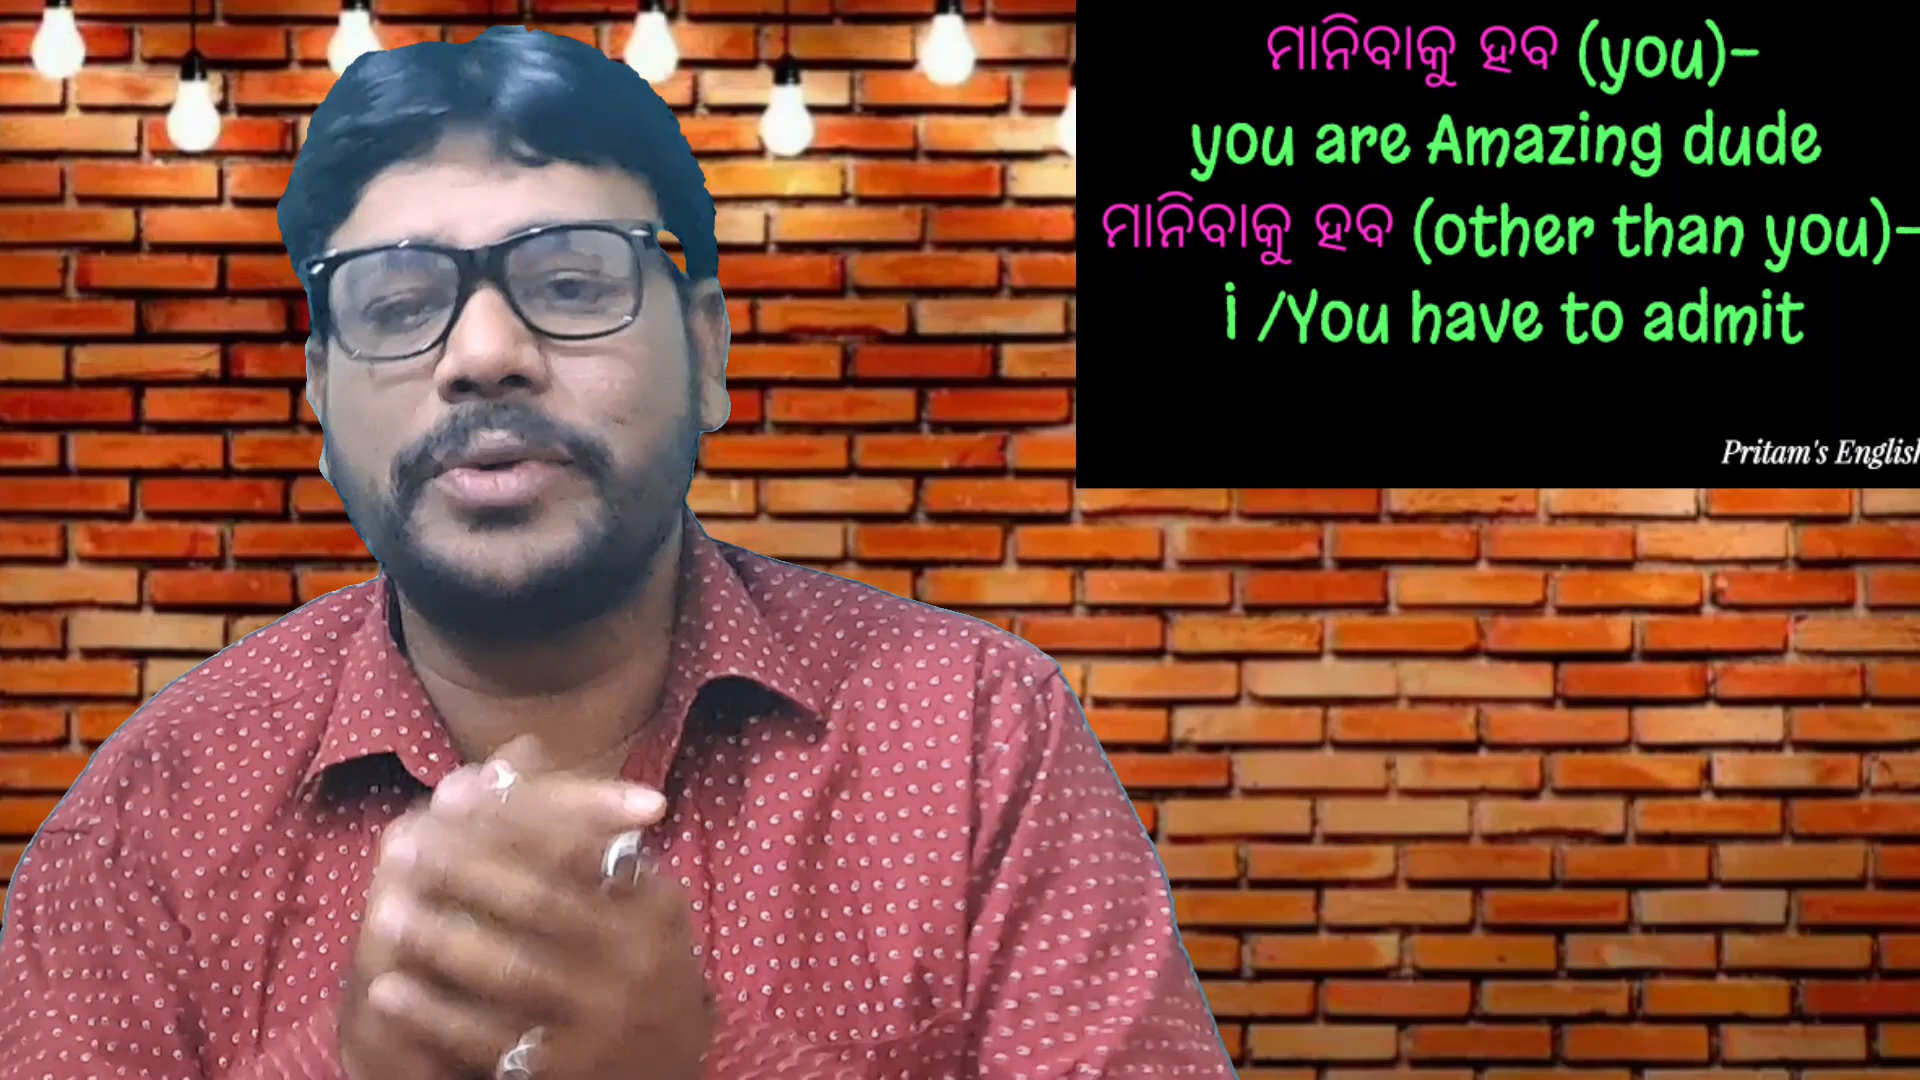 ମାନିବାକୁ ହବ (you)-
you are Amazing dude
ମାନିବାକୁ ହବ (other than you)-
i /You have to admit
Pritam's English